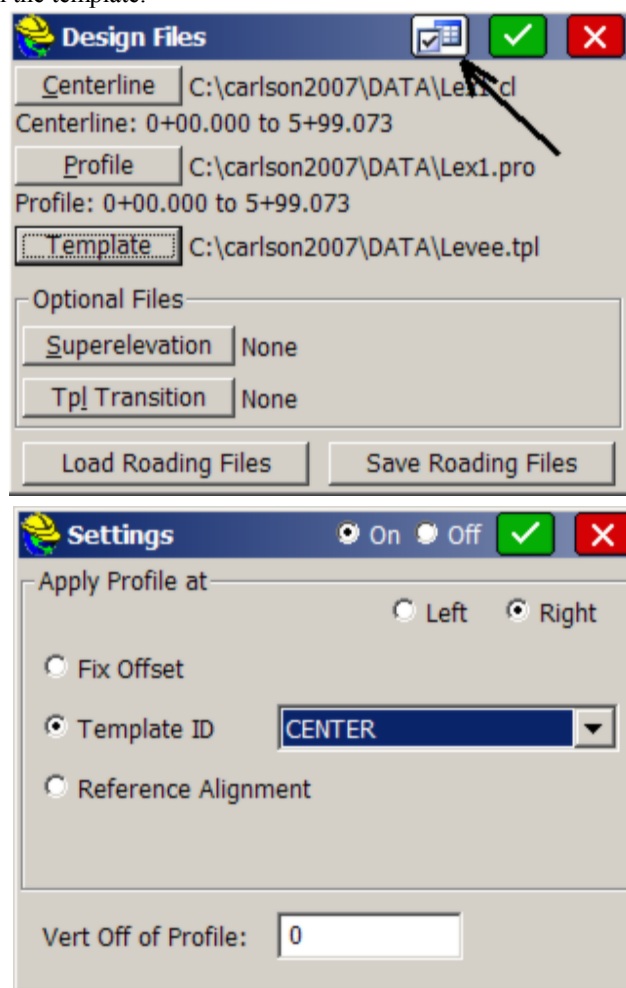 the template.
Design Files
Centerline C:\carlson2007\DATA\Lex1.cl
Centerline: 0+00.000 to 5+99.073
Profile C:\carlson2007\DATA\Lex1.pro
Profile: 0+00.000 to 5+99.073
Template C:\carlson2007\DATA\Levee.tpl
Optional Files
Superelevation None
Tpl Transition None
Load Roading Files Save Roading Files
Settings On Off
Apply Profile at
Left Right
Fix Offset
Template ID CENTER
Reference Alignment
Vert Off of Profile: 0